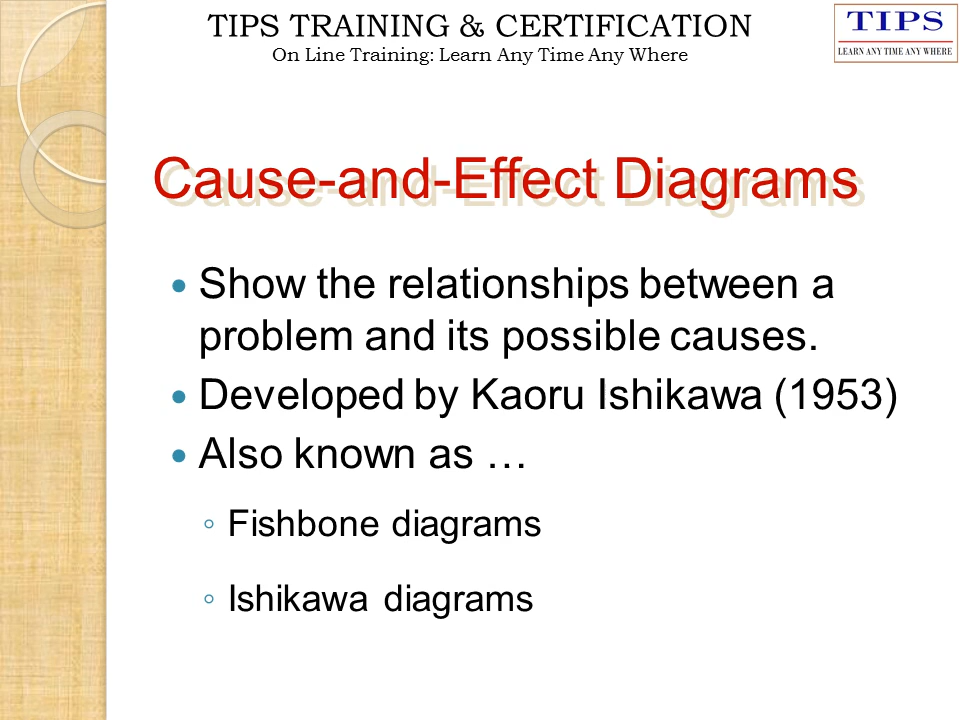 TIPS TRAINING & CERTIFICATION
On Line Training: Learn Any Time Any Where
TIPS
LEARN ANY TIME ANY WHERE
Cause-and-Effect Diagrams
• Show the relationships between a
problem and its possible causes.
• Developed by Kaoru Ishikawa (1953)
• Also known as …
◦ Fishbone diagrams
◦ Ishikawa diagrams